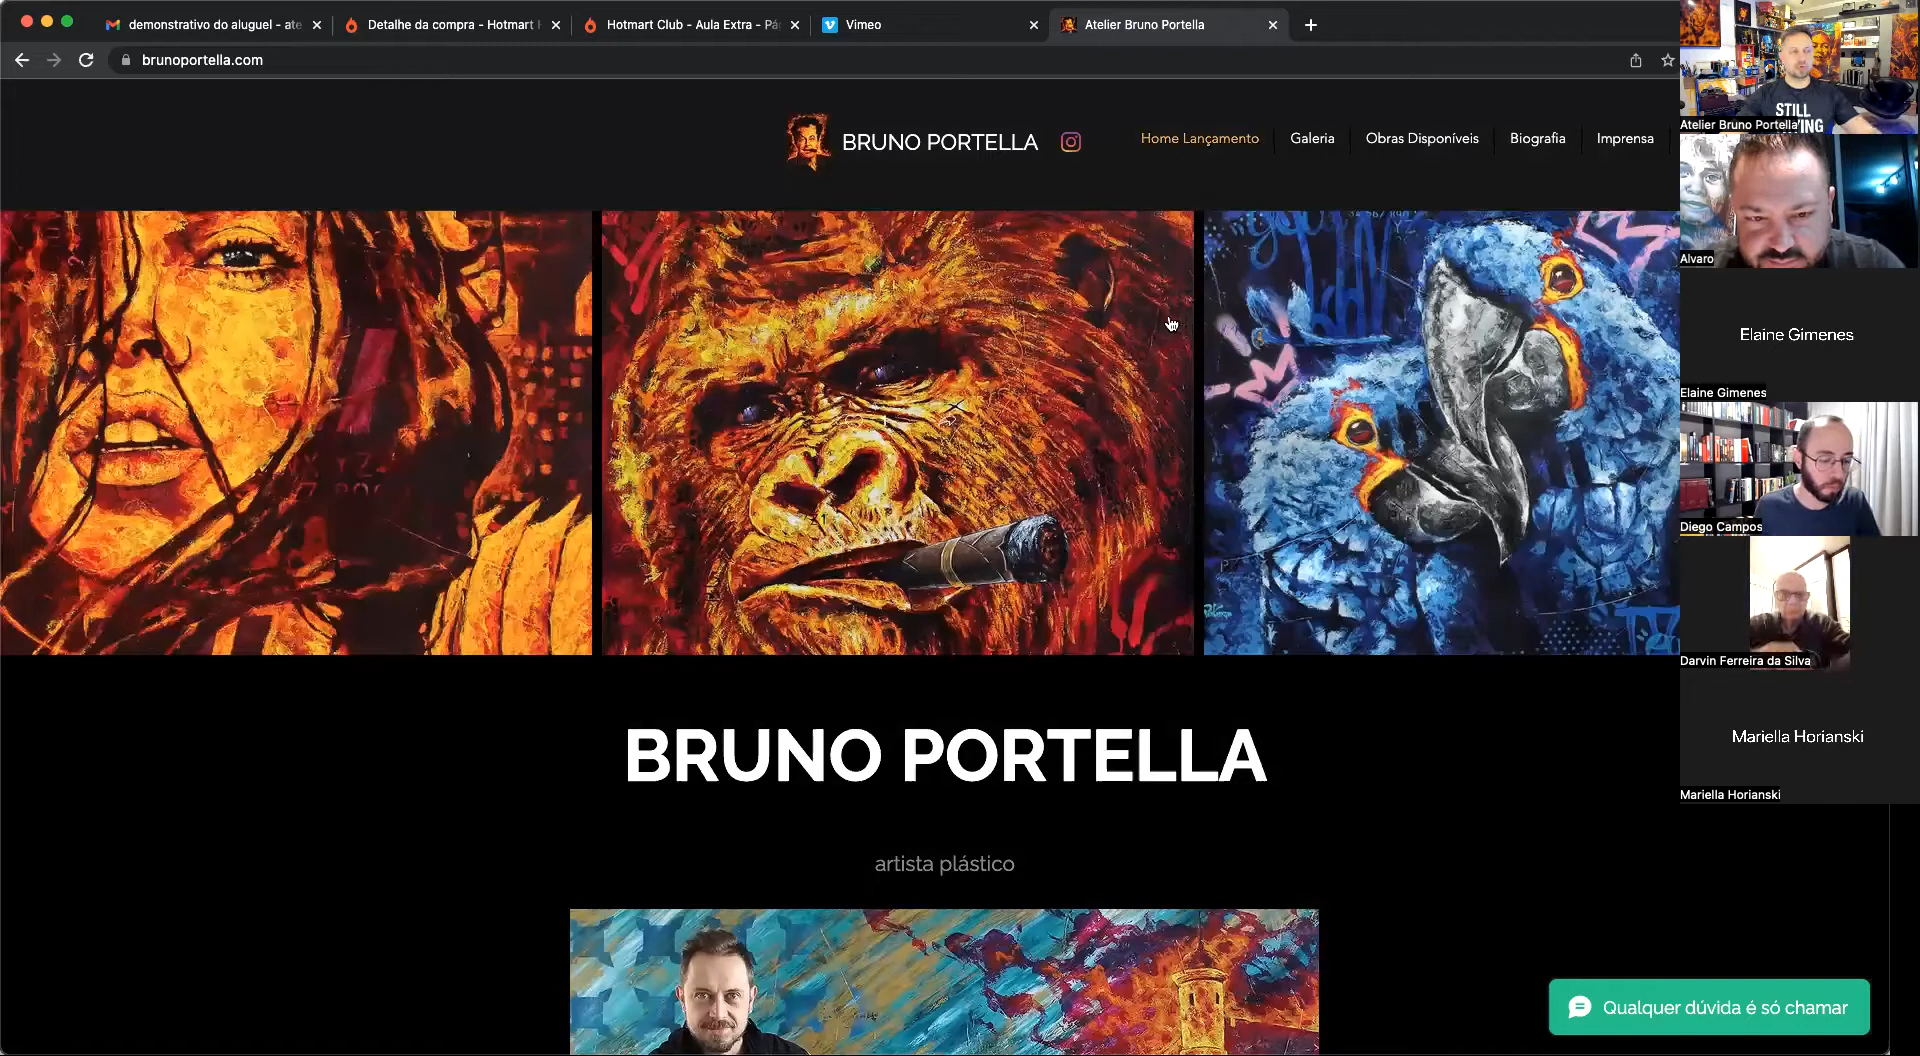 demonstrativo do aluguel - ate
Detalhe da compra - Hotmart
Hotmart Club - Aula Extra - Pá
Vimeo
Atelier Bruno Portella
brunoportella.com
BRUNO PORTELLA
Home Lançamento
Galeria
Obras Disponíveis
Biografia
Imprensa
STILL
Atelier Bruno Portella
Alvaro
Elaine Gimenes
Elaine Gimenes
Diego Campos
Darvin Ferreira da Silva
Mariella Horianski
Mariella Horianski
BRUNO PORTELLA
artista plástico
Qualquer dúvida é só chamar